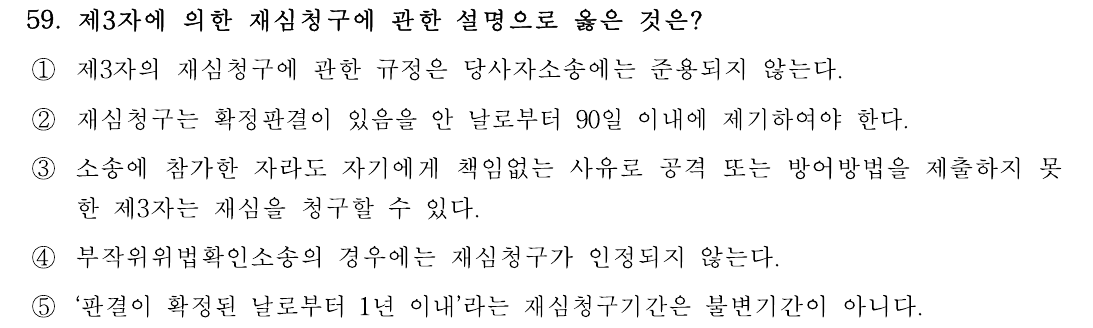 59. 제3자에 의한 재심청구에 관한 설명으로 옳은 것은?
① 제3자의 재심청구에 관한 규정은 당사자소송에는 준용되지 않는다.
② 재심청구는 확정판결이 있음을 안 날로부터 90일 이내에 제기하여야 한다.
③ 소송에 참가한 자라도 자기에게 책임없는 사유로 공격 또는 방어방법을 제출하지 못
한 제3자는 재심을 청구할 수 있다.
④ 부작위위법확인소송의 경우에는 재심청구가 인정되지 않는다.
⑤ ‘판결이 확정된 날로부터 1년 이내’라는 재심청구기간은 불변기간이 아니다.